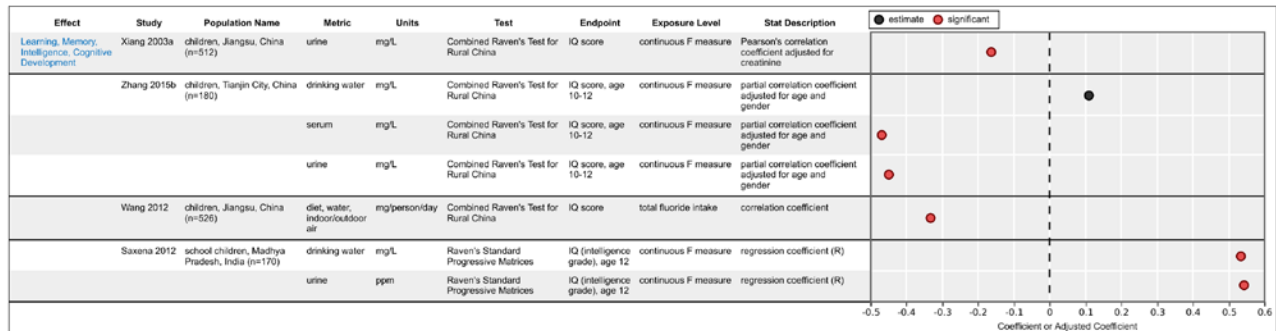 Effect Study Population Name Metric Units Test Endpoint Exposure Level Stat Description
estimate significant
Learning, Memory, Intelligence, Cognitive Development Xiang 2003a children, Jiangsu, China (n=512) urine mg/L Combined Raven's Test for Rural China IQ score continuous F measure Pearson's correlation coefficient adjusted for creatinine
Zhang 2015b children, Tianjin City, China (n=180) drinking water mg/L Combined Raven's Test for Rural China IQ score, age 10-12 continuous F measure partial correlation coefficient adjusted for age and gender
serum mg/L Combined Raven's Test for Rural China IQ score, age 10-12 continuous F measure partial correlation coefficient adjusted for age and gender
urine mg/L Combined Raven's Test for Rural China IQ score, age 10-12 continuous F measure partial correlation coefficient adjusted for age and gender
Wang 2012 children, Jiangsu, China (n=526) diet, water, indoor/outdoor air mg/person/day Combined Raven's Test for Rural China IQ score total fluoride intake correlation coefficient
Saxena 2012 school children, Madhya Pradesh, India (n=170) drinking water mg/L Raven's Standard Progressive Matrices IQ (intelligence grade), age 12 continuous F measure regression coefficient (R)
urine ppm Raven's Standard Progressive Matrices IQ (intelligence grade), age 12 continuous F measure regression coefficient (R)
-0.5 -0.4 -0.3 -0.2 -0.1 0 0.1 0.2 0.3 0.4 0.5 0.6
Coefficient or Adjusted Coefficient